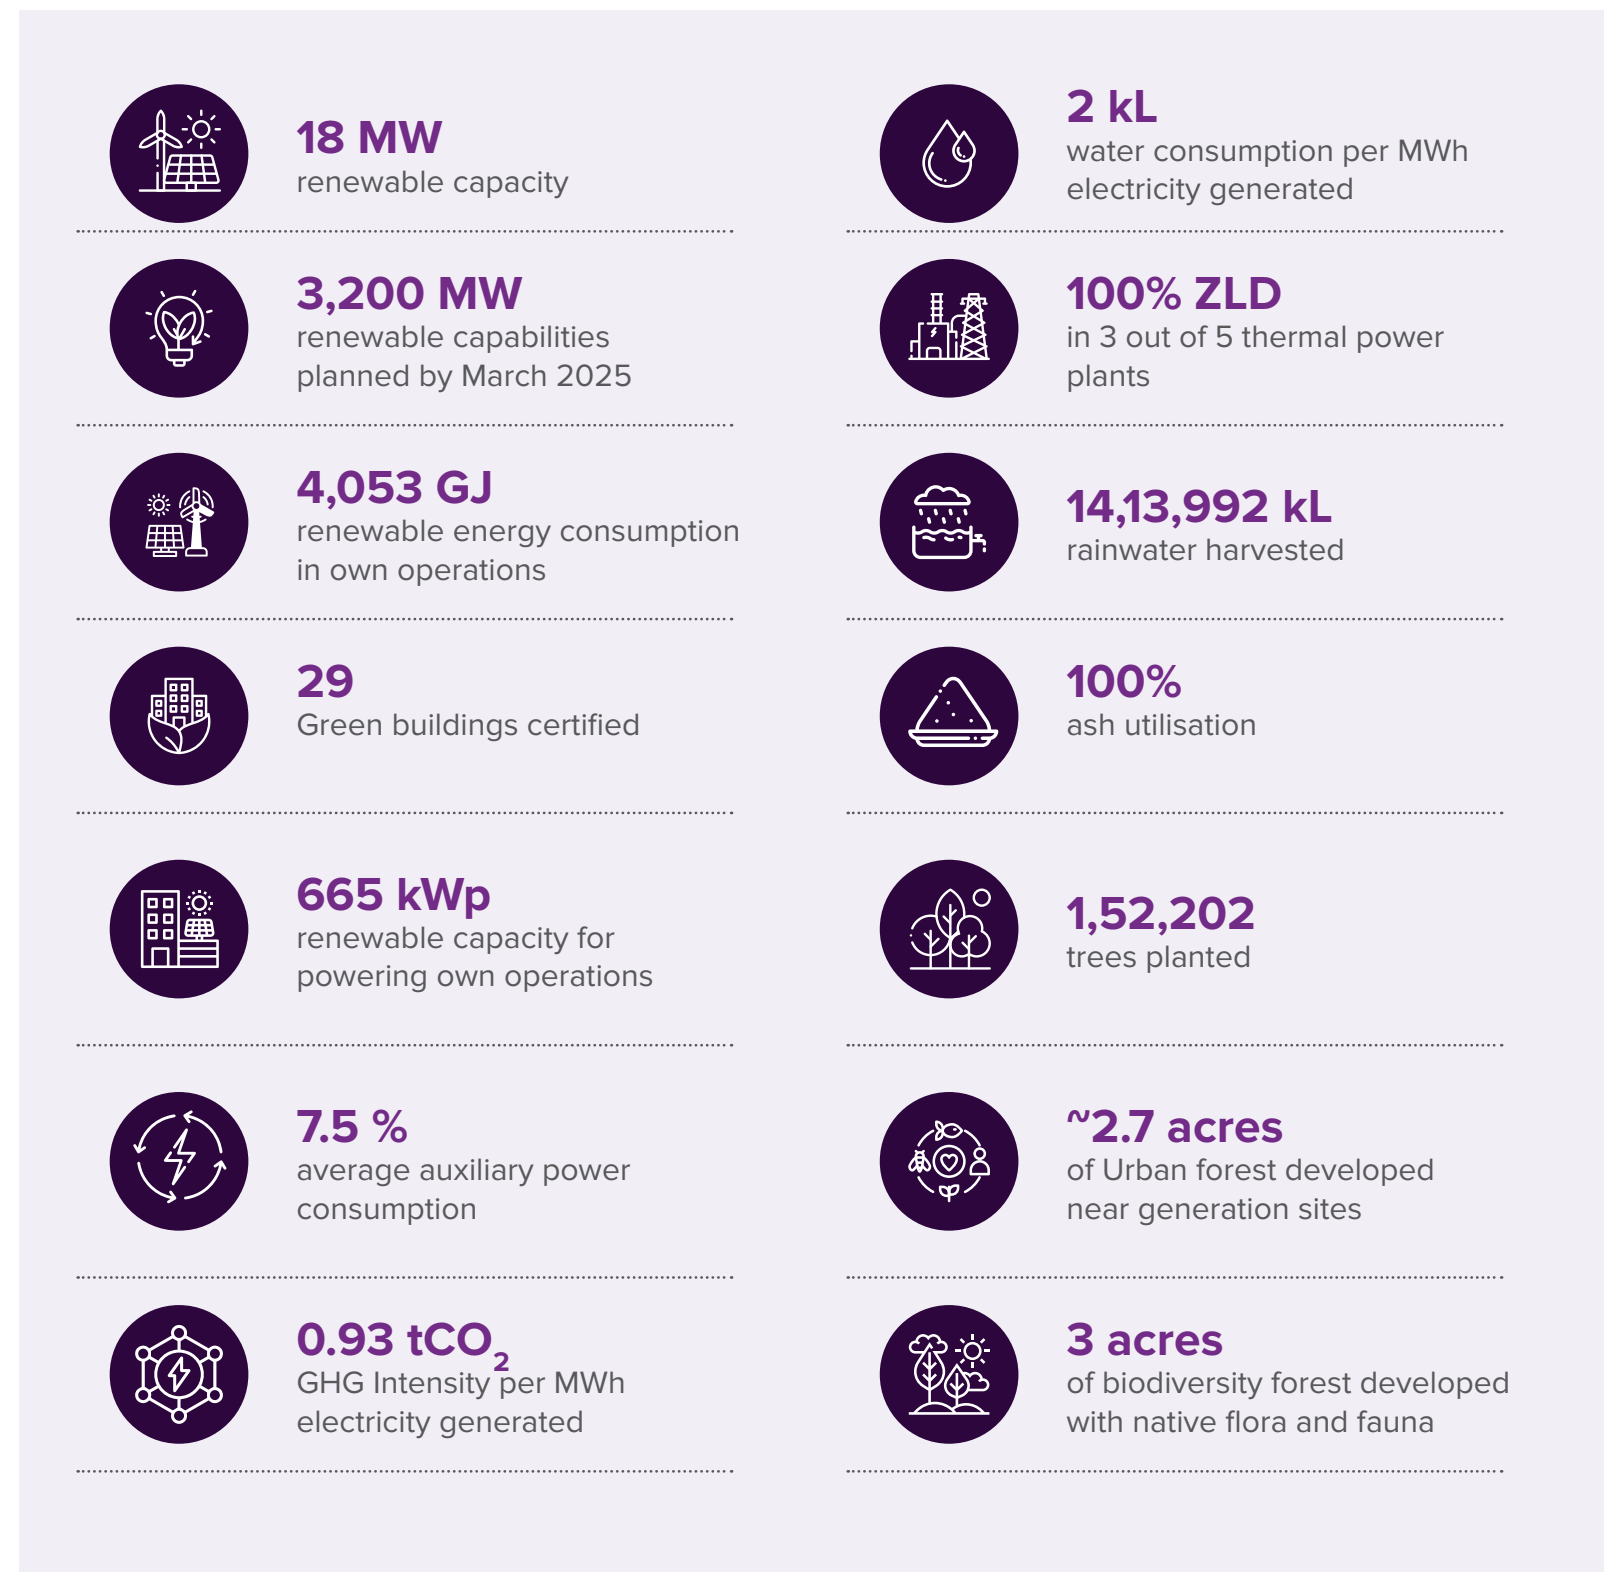 18 MW
renewable capacity
3,200 MW
renewable capabilities
planned by March 2025
4,053 GJ
renewable energy consumption
in own operations
29
Green buildings certified
665 kWp
renewable capacity for
powering own operations
7.5 %
average auxiliary power
consumption
0.93 tCO₂
GHG Intensity per MWh
electricity generated
2 kL
water consumption per MWh
electricity generated
100% ZLD
in 3 out of 5 thermal power
plants
14,13,992 kL
rainwater harvested
100%
ash utilisation
1,52,202
trees planted
~2.7 acres
of Urban forest developed
near generation sites
3 acres
of biodiversity forest developed
with native flora and fauna